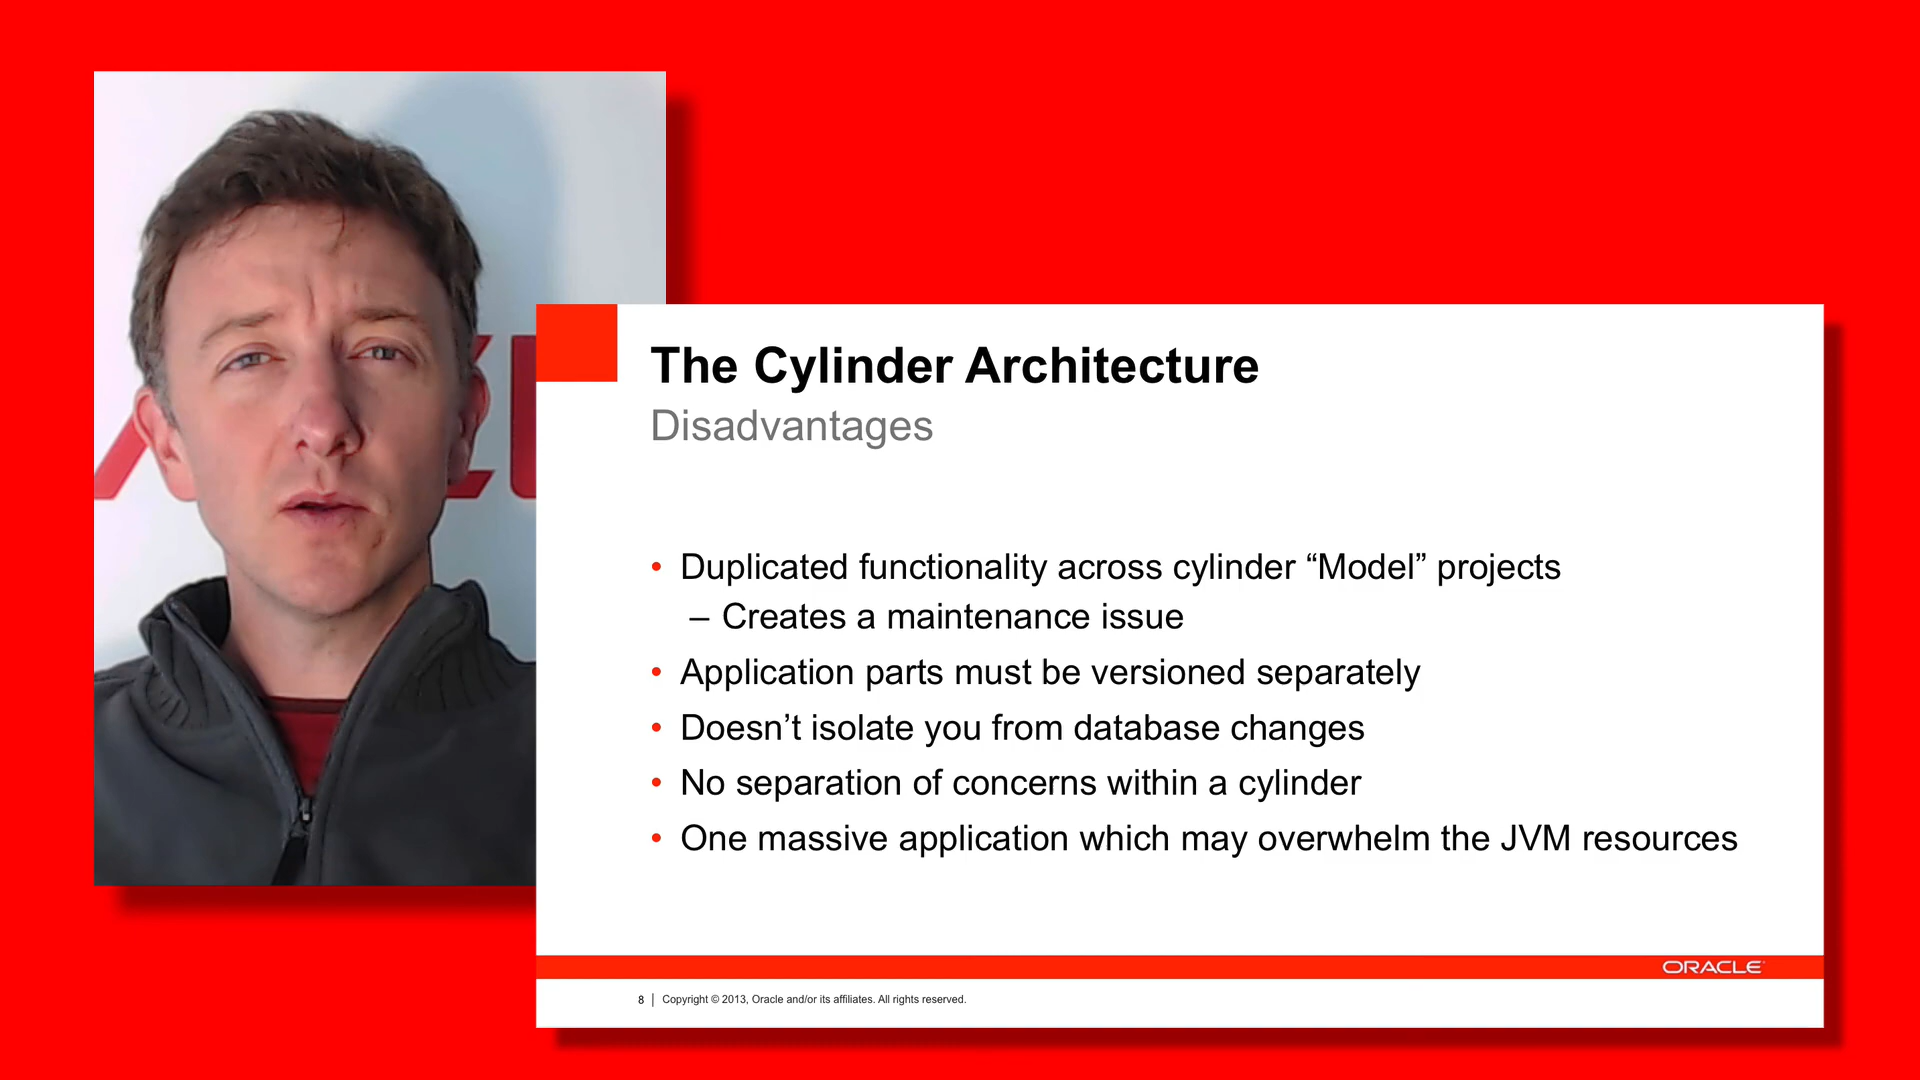 The Cylinder Architecture
Disadvantages
• Duplicated functionality across cylinder “Model” projects
– Creates a maintenance issue
• Application parts must be versioned separately
• Doesn’t isolate you from database changes
• No separation of concerns within a cylinder
• One massive application which may overwhelm the JVM resources
ORACLE
8 | Copyright © 2013, Oracle and/or its affiliates. All rights reserved.